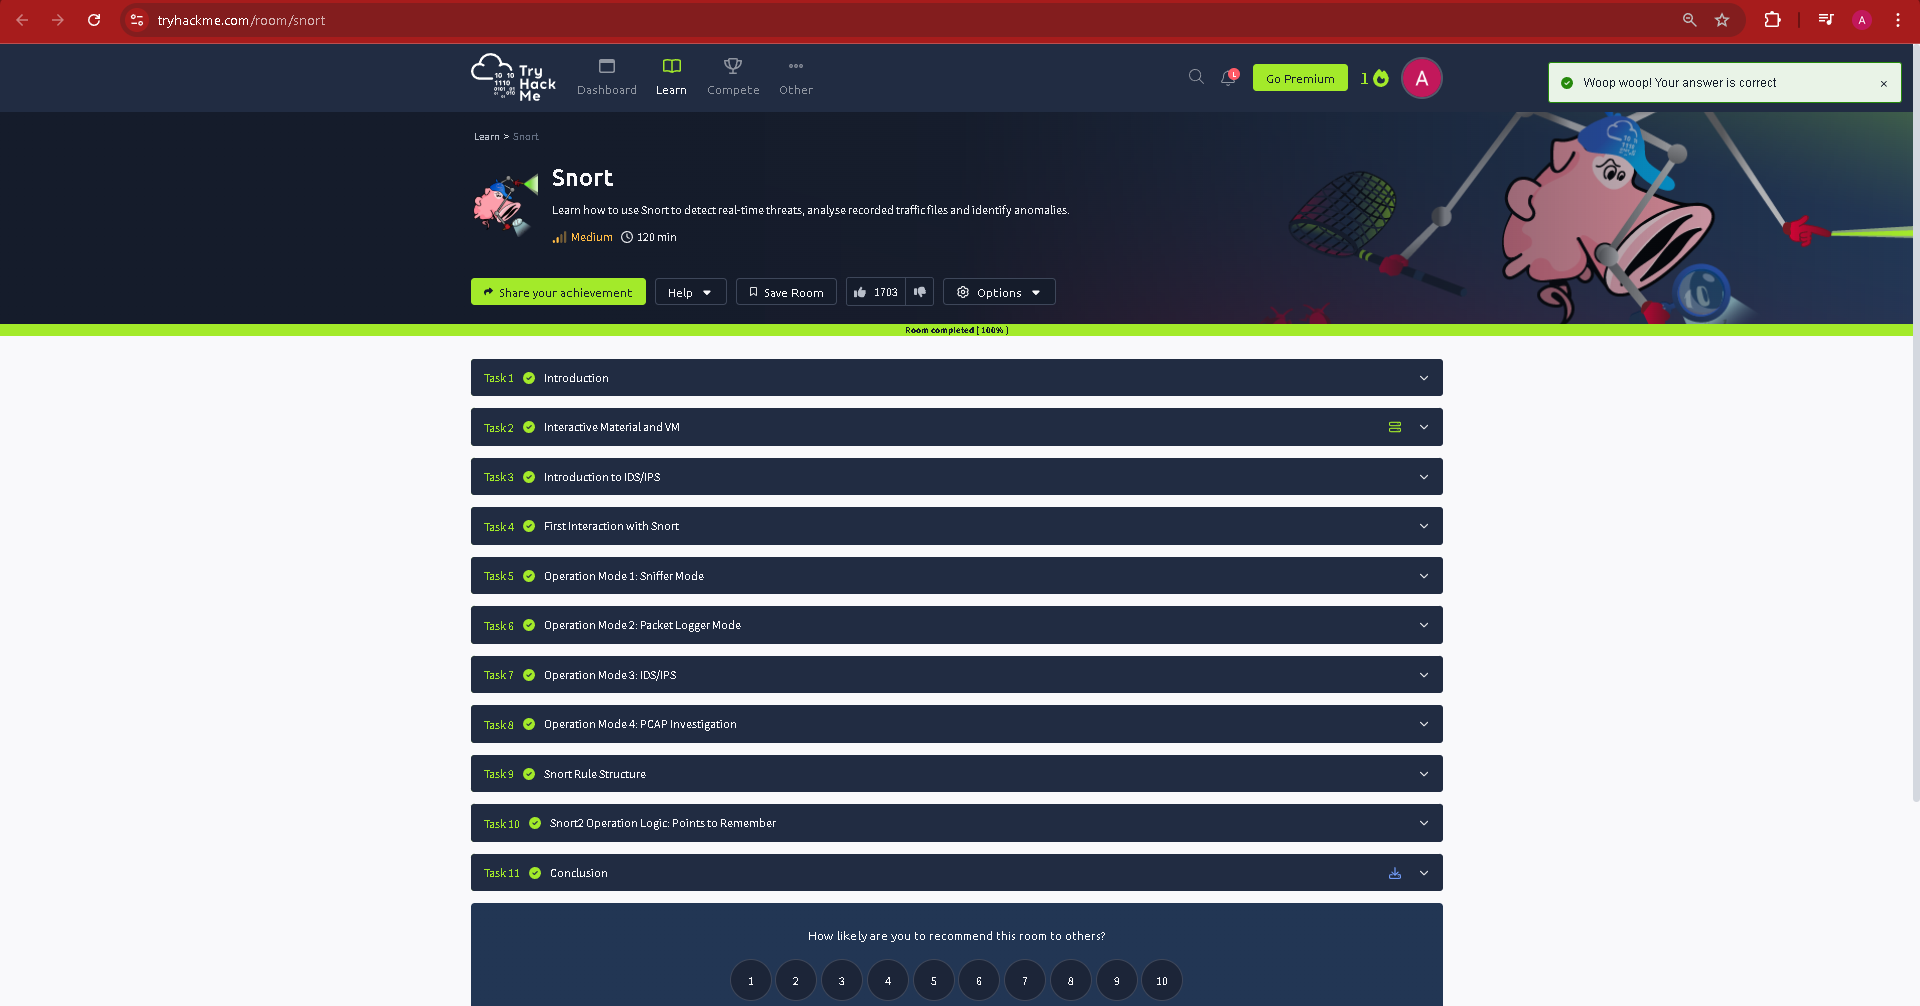 tryhackme.com/room/snort
A
Try
Hack
Me
Dashboard
Learn
Compete
Other
Go Premium
1
A
Woop woop! Your answer is correct
Learn > Snort
Snort
Learn how to use Snort to detect real-time threats, analyse recorded traffic files and identify anomalies.
Medium
120 min
Share your achievement
Help
Save Room
1703
Options
Room completed ( 100% )
Task 1
Introduction
Task 2
Interactive Material and VM
Task 3
Introduction to IDS/IPS
Task 4
First Interaction with Snort
Task 5
Operation Mode 1: Sniffer Mode
Task 6
Operation Mode 2: Packet Logger Mode
Task 7
Operation Mode 3: IDS/IPS
Task 8
Operation Mode 4: PCAP Investigation
Task 9
Snort Rule Structure
Task 10
Snort2 Operation Logic: Points to Remember
Task 11
Conclusion
How likely are you to recommend this room to others?
1 2 3 4 5 6 7 8 9 10